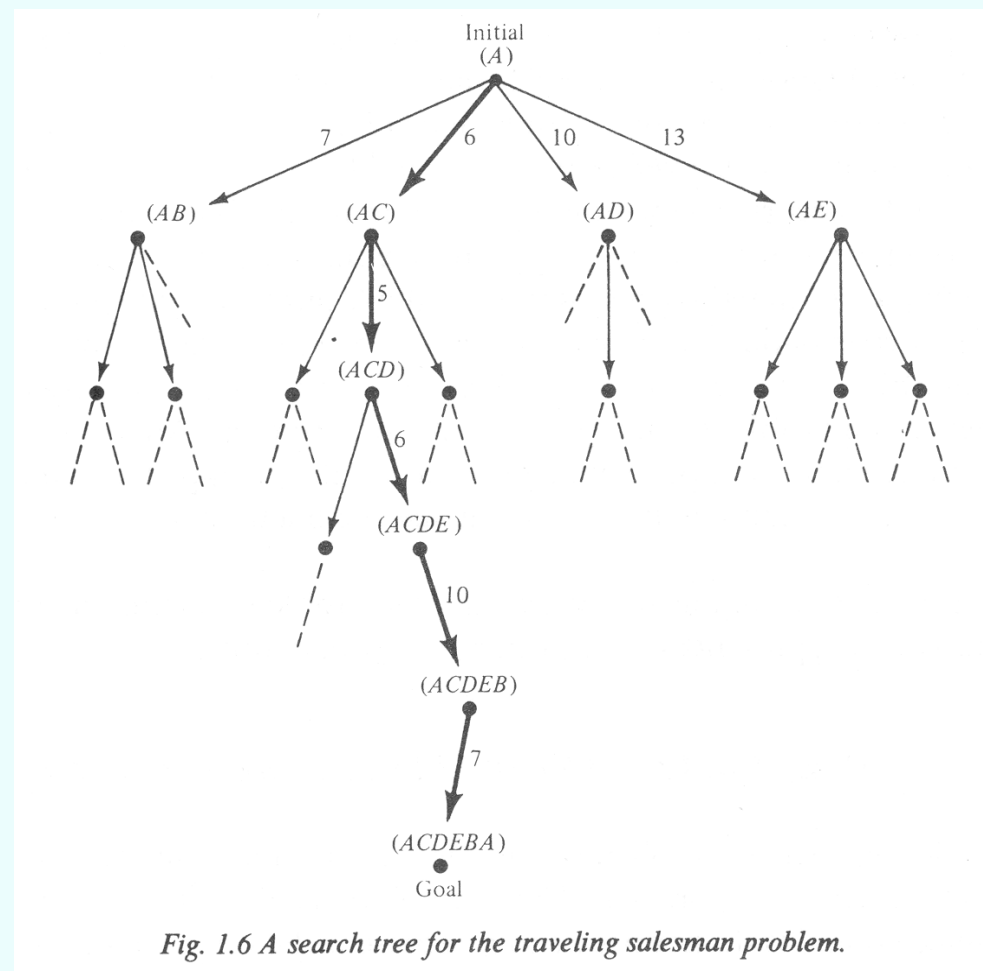 Initial
(A)
7
6
10
13
(AB)
(AC)
(AD)
(AE)
5
(ACD)
6
(ACDE)
10
(ACDEB)
7
(ACDEBA)
Goal
Fig. 1.6 A search tree for the traveling salesman problem.